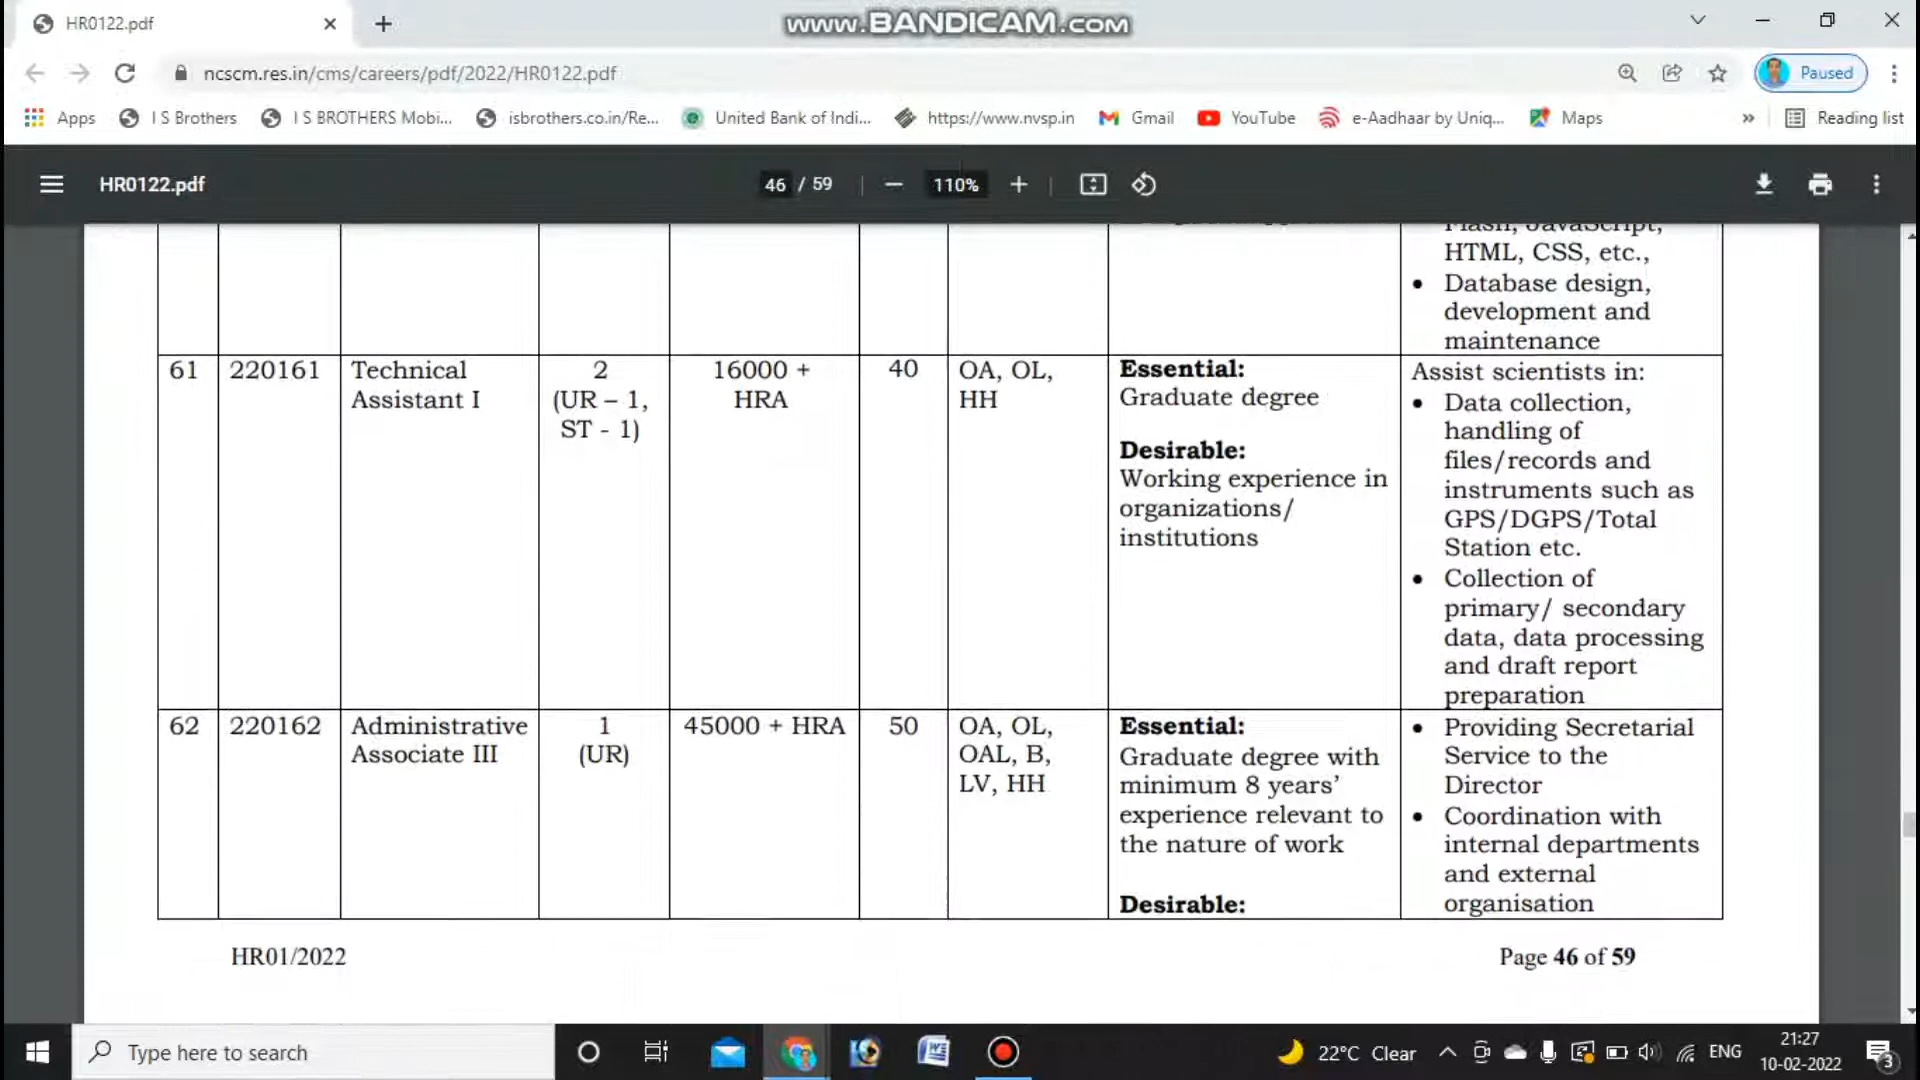 HR0122.pdf
www.BANDICAM.com
ncscm.res.in/cms/careers/pdf/2022/HR0122.pdf
Paused
Apps
I S Brothers
I S BROTHERS Mobi...
isbrothers.co.in/Re...
United Bank of Indi...
https://www.nvsp.in
Gmail
YouTube
e-Aadhaar by Uniq...
Maps
»
Reading list
HR0122.pdf
46 / 59
110%
Flash, JavaScript,
HTML, CSS, etc.,
• Database design,
development and
maintenance
61
220161
Technical
Assistant I
2
(UR – 1,
ST - 1)
16000 +
HRA
40
OA, OL,
HH
Essential:
Graduate degree
Desirable:
Working experience in
organizations/
institutions
Assist scientists in:
• Data collection,
handling of
files/records and
instruments such as
GPS/DGPS/Total
Station etc.
• Collection of
primary/ secondary
data, data processing
and draft report
preparation
62
220162
Administrative
Associate III
1
(UR)
45000 + HRA
50
OA, OL,
OAL, B,
LV, HH
Essential:
Graduate degree with
minimum 8 years’
experience relevant to
the nature of work
Desirable:
• Providing Secretarial
Service to the
Director
• Coordination with
internal departments
and external
organisation
HR01/2022
Page 46 of 59
Type here to search
22°C Clear
ENG
21:27
10-02-2022
3